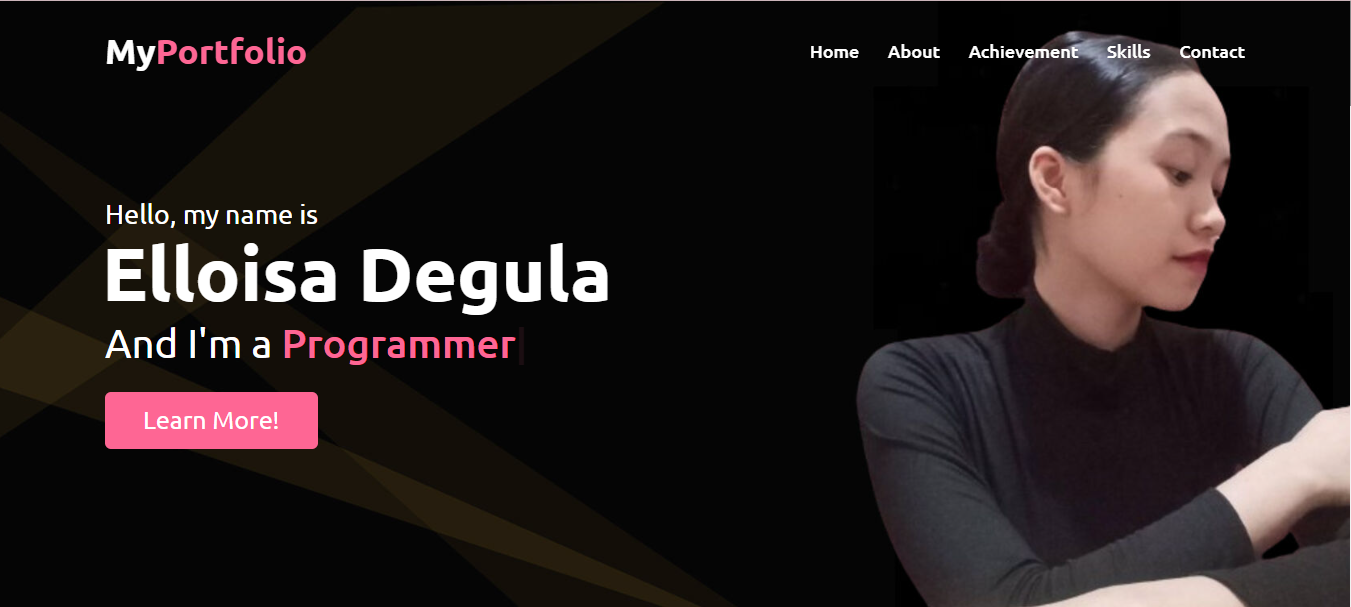 MyPortfolio
Home About Achievement Skills Contact
Hello, my name is
Elloisa Degula
And I'm a Programmer
Learn More!